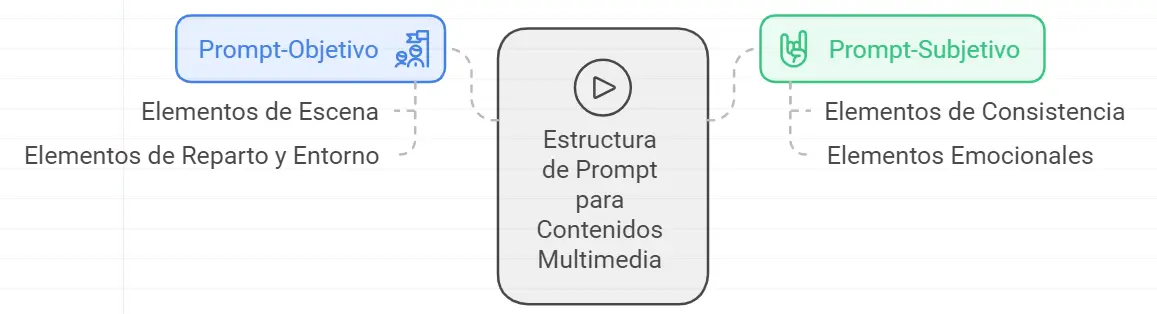 Prompt-Objetivo
Elementos de Escena
Elementos de Reparto y Entorno
Estructura
de Prompt
para
Contenidos
Multimedia
Prompt-Subjetivo
Elementos de Consistencia
Elementos Emocionales